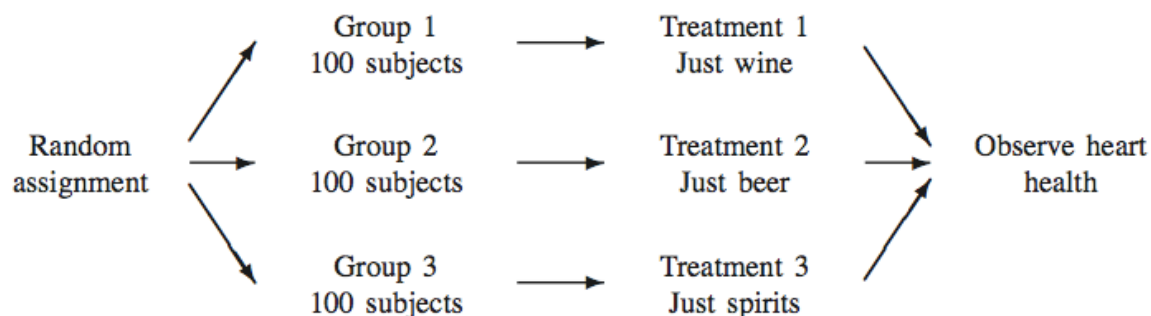 Random
assignment
Group 1
100 subjects
Treatment 1
Just wine
Group 2
100 subjects
Treatment 2
Just beer
Group 3
100 subjects
Treatment 3
Just spirits
Observe heart
health